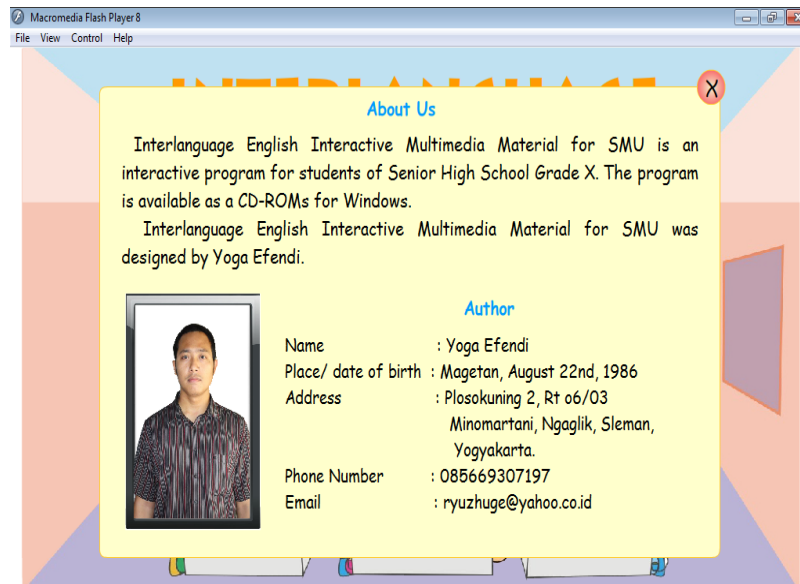 Macromedia Flash Player 8
File View Control Help
INTERLANGUAGE
About Us
X
Interlanguage English Interactive Multimedia Material for SMU is an
interactive program for students of Senior High School Grade X. The program
is available as a CD-ROMs for Windows.
Interlanguage English Interactive Multimedia Material for SMU was
designed by Yoga Efendi.
Author
Name : Yoga Efendi
Place/ date of birth : Magetan, August 22nd, 1986
Address : Plosokuning 2, Rt o6/03
Minomartani, Ngaglik, Sleman,
Yogyakarta.
Phone Number : 085669307197
Email : ryuzhuge@yahoo.co.id